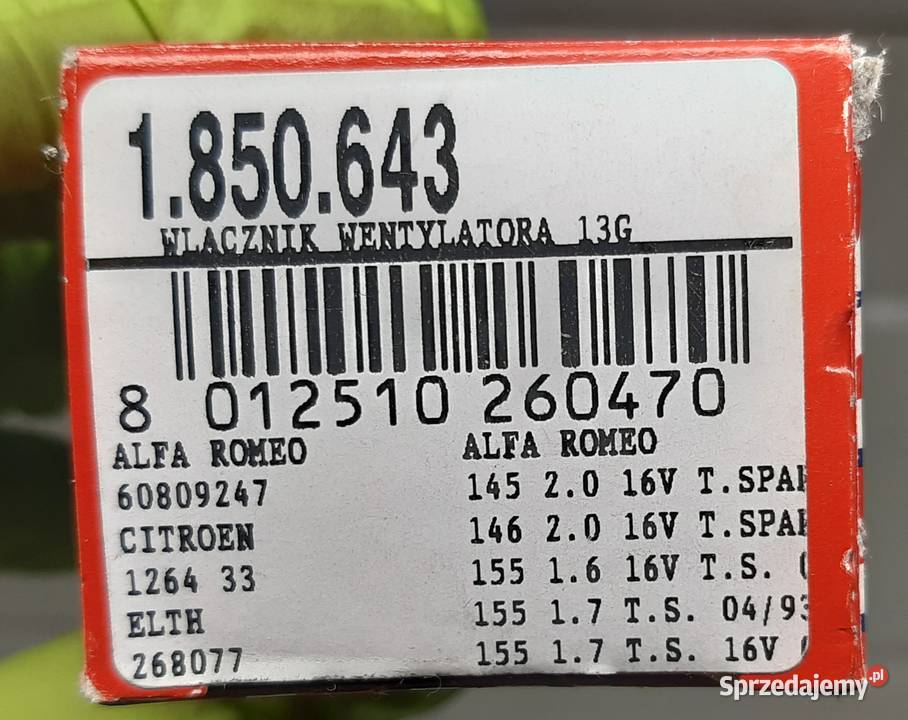 1.850.643
WLACZNIK WENTYLATORA 13G
8 012510 260470
ALFA ROMEO
60809247
CITROEN
1264 33
ELTH
268077
ALFA ROMEO
145 2.0 16V T.SPAR
146 2.0 16V T.SPAR
155 1.6 16V T.S. (
155 1.7 T.S. 04/93
155 1.7 T.S. 16V (
Sprzedajemy.pl